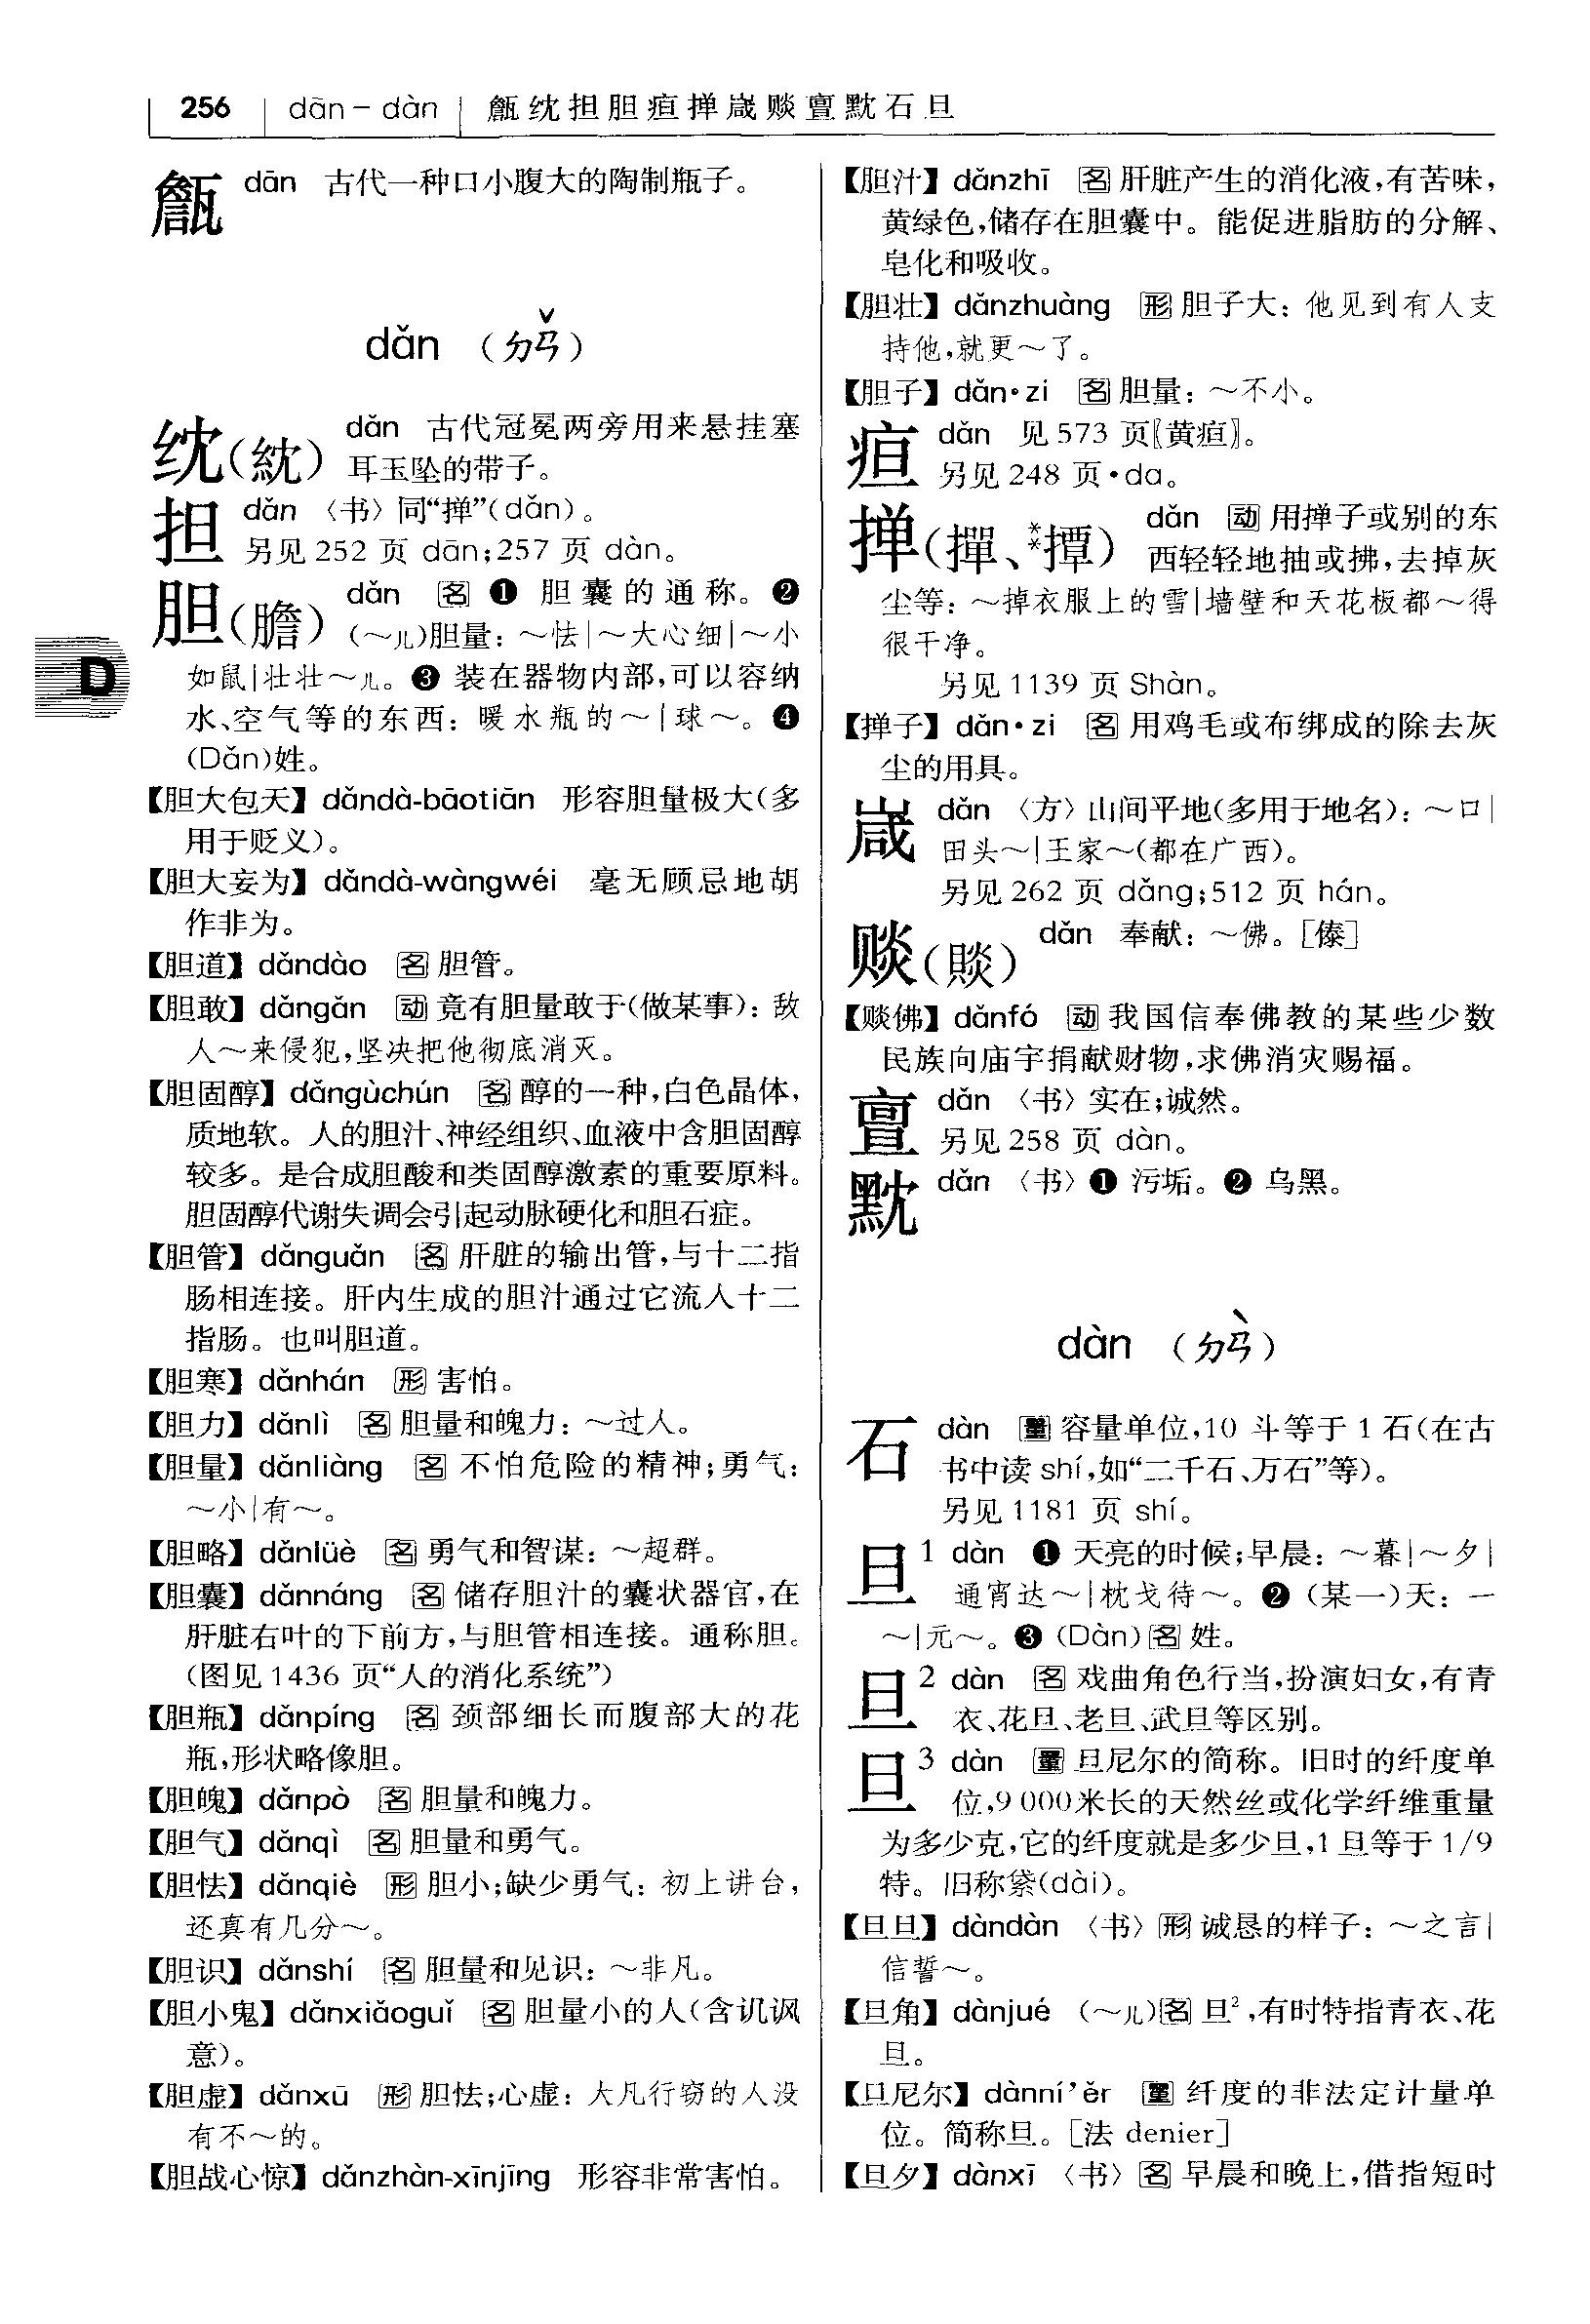 256 dān－dàn 甔𬘘担胆疸掸𡶴赕亶黕石旦
甔 dān 古代一种口小腹大的陶制瓶子。
dǎn （ㄉㄢˇ）
𬘘(紞) dǎn 古代冠冕两旁用来悬挂塞
耳玉坠的带子。
担 dǎn 〈书〉同“掸”(dǎn)。
另见252 页 dān;257 页 dàn。
胆(膽) dǎn 名 ❶ 胆囊的通称。❷
(～儿)胆量：～怯|～大心细|～小
如鼠|壮壮～儿。❸ 装在器物内部,可以容纳
水、空气等的东西：暖水瓶的～|球～。❹
(Dǎn)姓。
【胆大包天】dǎndà-bāotiān 形容胆量极大(多
用于贬义)。
【胆大妄为】dǎndà-wàngwéi 毫无顾忌地胡
作非为。
【胆道】dǎndào 名 胆管。
【胆敢】dǎngǎn 动 竟有胆量敢于(做某事)：敌
人～来侵犯,坚决把他彻底消灭。
【胆固醇】dǎngùchún 名 醇的一种,白色晶体,
质地软。人的胆汁、神经组织、血液中含胆固醇
较多。是合成胆酸和类固醇激素的重要原料。
胆固醇代谢失调会引起动脉硬化和胆石症。
【胆管】dǎnguǎn 名 肝脏的输出管,与十二指
肠相连接。肝内生成的胆汁通过它流入十二
指肠。也叫胆道。
【胆寒】dǎnhán 形 害怕。
【胆力】dǎnlì 名 胆量和魄力：～过人。
【胆量】dǎnliàng 名 不怕危险的精神;勇气：
～小|有～。
【胆略】dǎnlüè 名 勇气和智谋：～超群。
【胆囊】dǎnnáng 名 储存胆汁的囊状器官,在
肝脏右叶的下前方,与胆管相连接。通称胆。
(图见1436 页“人的消化系统”)
【胆瓶】dǎnpíng 名 颈部细长而腹部大的花
瓶,形状略像胆。
【胆魄】dǎnpò 名 胆量和魄力。
【胆气】dǎnqì 名 胆量和勇气。
【胆怯】dǎnqiè 形 胆小;缺少勇气：初上讲台,
还真有几分～。
【胆识】dǎnshí 名 胆量和见识：～非凡。
【胆小鬼】dǎnxiǎoguǐ 名 胆量小的人(含讥讽
意)。
【胆虚】dǎnxū 形 胆怯;心虚：大凡行窃的人没
有不～的。
【胆战心惊】dǎnzhàn-xīnjīng 形容非常害怕。
【胆汁】dǎnzhī 名 肝脏产生的消化液,有苦味,
黄绿色,储存在胆囊中。能促进脂肪的分解、
皂化和吸收。
【胆壮】dǎnzhuàng 形 胆子大：他见到有人支
持他,就更～了。
【胆子】dǎn·zi 名 胆量：～不小。
疸 dǎn 见573 页〖黄疸〗。
另见248 页·da。
掸(撣、**撢) dǎn 动 用掸子或别的东
西轻轻地抽或拂,去掉灰
尘等：～掉衣服上的雪|墙壁和天花板都～得
很干净。
另见1139 页 Shàn。
【掸子】dǎn·zi 名 用鸡毛或布绑成的除去灰
尘的用具。
𡶴 dǎn 〈方〉山间平地(多用于地名)：～口|
田头～|王家～(都在广西)。
另见262 页 dǎng;512 页 hán。
赕(賧) dǎn 奉献：～佛。[傣]
【赕佛】dǎnfó 动 我国信奉佛教的某些少数
民族向庙宇捐献财物,求佛消灾赐福。
亶 dǎn 〈书〉实在;诚然。
另见258 页 dàn。
黕 dǎn 〈书〉❶ 污垢。❷ 乌黑。
dàn （ㄉㄢˋ）
石 dàn 量 容量单位,10 斗等于 1 石(在古
书中读 shí,如“二千石、万石”等)。
另见1181 页 shí。
旦1 dàn ❶ 天亮的时候;早晨：～暮|～夕|
通宵达～|枕戈待～。❷ (某一)天：一
～|元～。❸ (Dàn)名 姓。
旦2 dàn 名 戏曲角色行当,扮演妇女,有青
衣、花旦、老旦、武旦等区别。
旦3 dàn 量 旦尼尔的简称。旧时的纤度单
位,9 000米长的天然丝或化学纤维重量
为多少克,它的纤度就是多少旦,1旦等于 1/9
特。旧称紧(dài)。
【旦旦】dàndàn 〈书〉形 诚恳的样子：～之言|
信誓～。
【旦角】dànjué (～儿)名 旦²,有时特指青衣、花
旦。
【旦尼尔】dànní’ěr 量 纤度的非法定计量单
位。简称旦。[法 denier]
【旦夕】dànxī 〈书〉名 早晨和晚上,借指短时
D